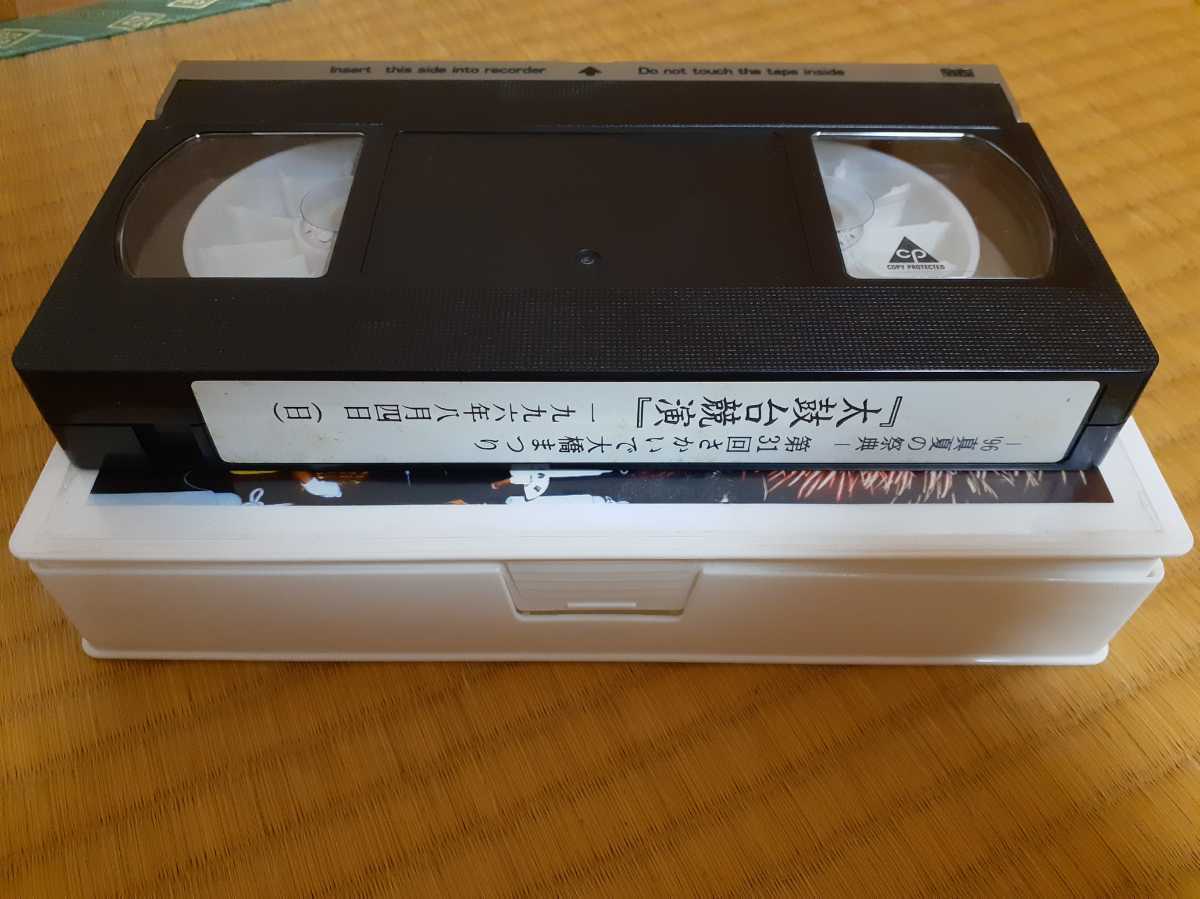 Insert this side into recorder
Do not touch the tape inside
cp
COPY PROTECTED
―'96 真夏の祭典― 第31回さかいで大橋まつり
『太鼓台競演』 一九九六年八月四日(日)